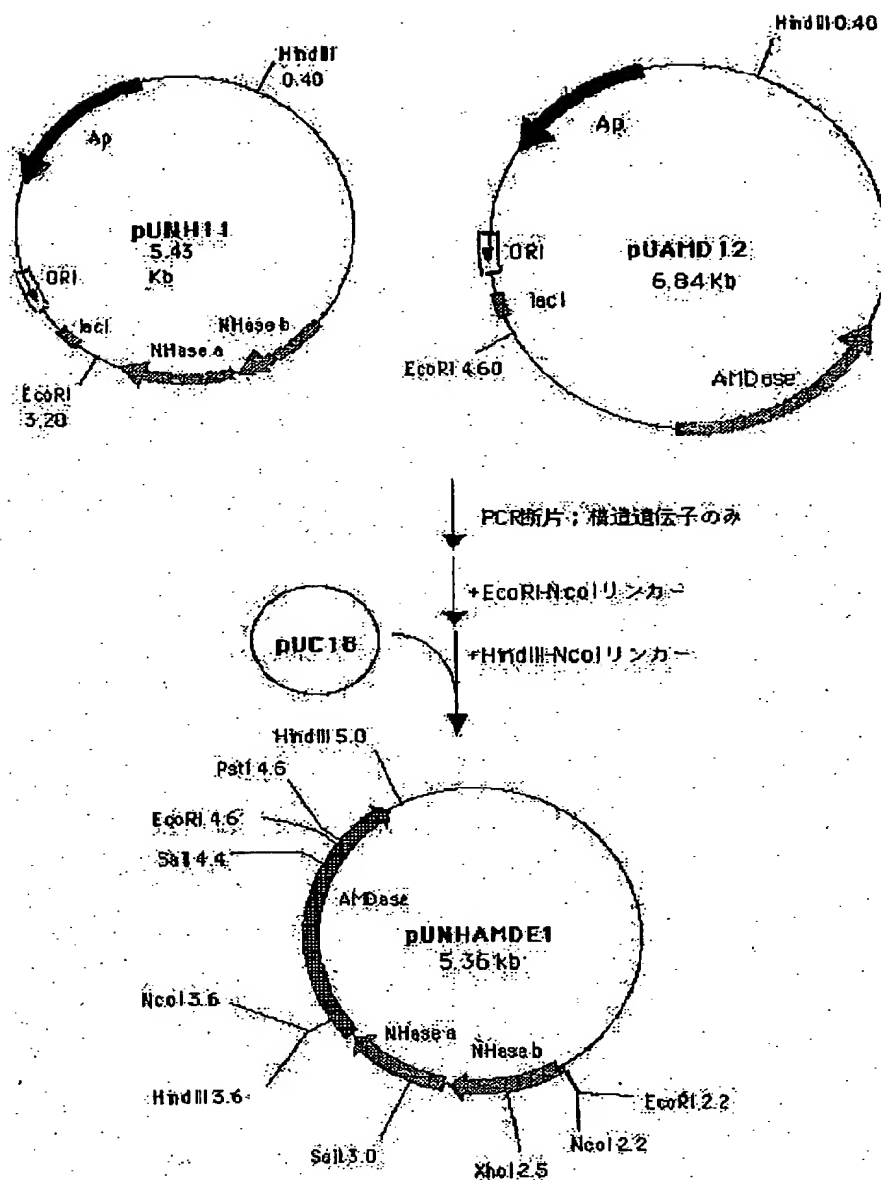 HindIII
0.40
HindIII 0.40
Ap
Ap
pUNH11
5.43
Kb
pUAMD12
6.84 Kb
ORI
ORI
lacI
lacI
NHase b
NHase a
EcoRI
3.20
EcoRI 4.60
AMDase
PCR断片；構造遺伝子のみ
+EcoRI-NcoIリンカー
pUC18
+HindIII-NcoIリンカー
HindIII 5.0
PstI 4.6
EcoRI 4.6
SalI 4.4
AMDase
pUNHAMDE1
5.36 kb
NcoI 3.6
NHase a
NHase b
HindIII 3.6
EcoRI 2.2
NcoI 2.2
SalI 3.0
XhoI 2.5